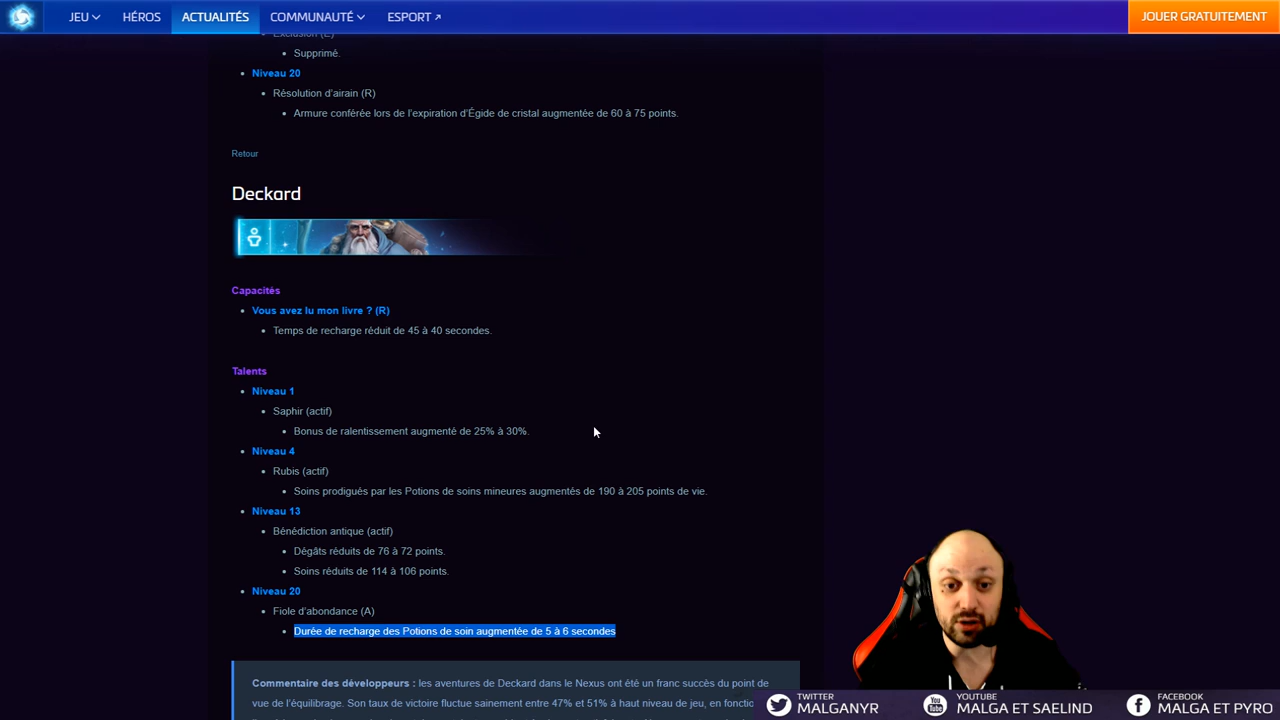 JEU
HÉROS
ACTUALITÉS
COMMUNAUTÉ
ESPORT
JOUER GRATUITEMENT
Exclusion (E)
Supprimé.
Niveau 20
Résolution d'airain (R)
Armure conférée lors de l'expiration d'Égide de cristal augmentée de 60 à 75 points.
Retour
Deckard
Capacités
Vous avez lu mon livre ? (R)
Temps de recharge réduit de 45 à 40 secondes.
Talents
Niveau 1
Saphir (actif)
Bonus de ralentissement augmenté de 25% à 30%.
Niveau 4
Rubis (actif)
Soins prodigués par les Potions de soins mineures augmentés de 190 à 205 points de vie.
Niveau 13
Bénédiction antique (actif)
Dégâts réduits de 76 à 72 points.
Soins réduits de 114 à 106 points.
Niveau 20
Fiole d'abondance (A)
Durée de recharge des Potions de soin augmentée de 5 à 6 secondes
Commentaire des développeurs : les aventures de Deckard dans le Nexus ont été un franc succès du point de
vue de l'équilibrage. Son taux de victoire fluctue sainement entre 47% et 51% à haut niveau de jeu, en
TWITTER
MALGANYR
YOUTUBE
MALGA ET SAELIND
FACEBOOK
MALGA ET PYRO